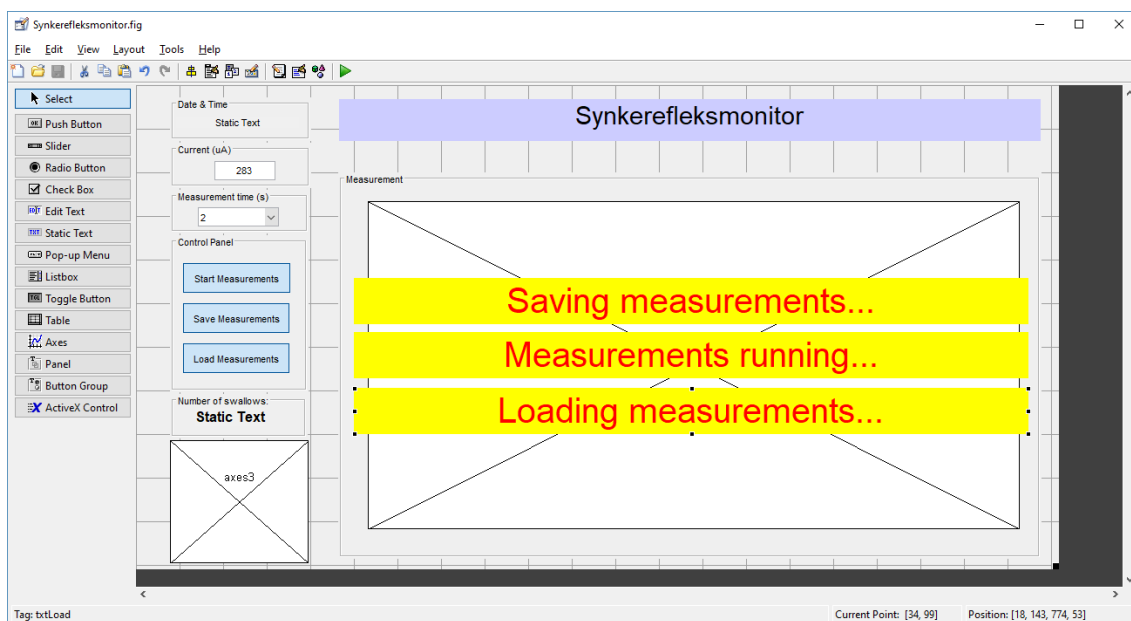 Synkerefleksmonitor.fig
File Edit View Layout Tools Help
Select
Push Button
Slider
Radio Button
Check Box
Edit Text
Static Text
Pop-up Menu
Listbox
Toggle Button
Table
Axes
Panel
Button Group
ActiveX Control
Date & Time
Static Text
Current (uA)
283
Measurement time (s)
2
Control Panel
Start Measurements
Save Measurements
Load Measurements
Number of swallows:
Static Text
axes3
Synkerefleksmonitor
Measurement
Saving measurements...
Measurements running...
Loading measurements...
Tag: txtLoad
Current Point: [34, 99]
Position: [18, 143, 774, 53]